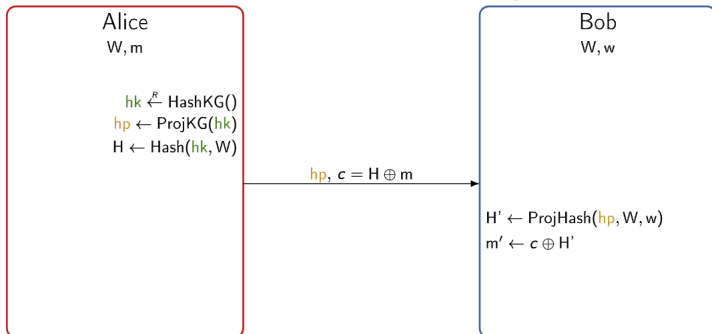 Alice
W, m
hk ←R HashKG()
hp ← ProjKG(hk)
H ← Hash(hk, W)
hp, c = H ⊕ m
Bob
W, w
H' ← ProjHash(hp, W, w)
m′ ← c ⊕ H'